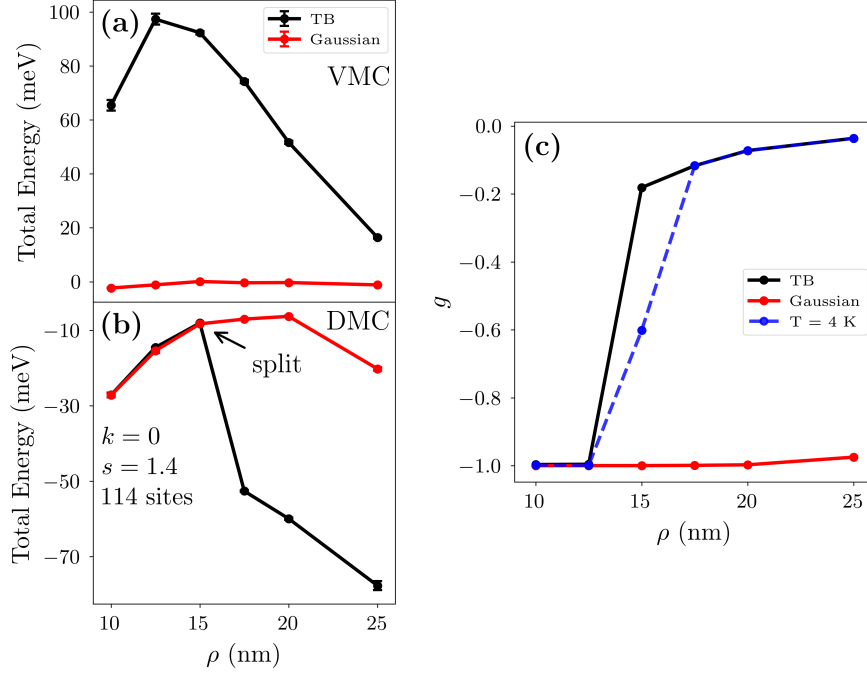 (a)
TB
Gaussian
VMC
Total Energy (meV)
100
80
60
40
20
0
(b)
DMC
split
k = 0
s = 1.4
114 sites
Total Energy (meV)
−10
−30
−50
−70
10
15
20
25
ρ (nm)
(c)
TB
Gaussian
T = 4 K
g
0.0
−0.2
−0.4
−0.6
−0.8
−1.0
10
15
20
25
ρ (nm)